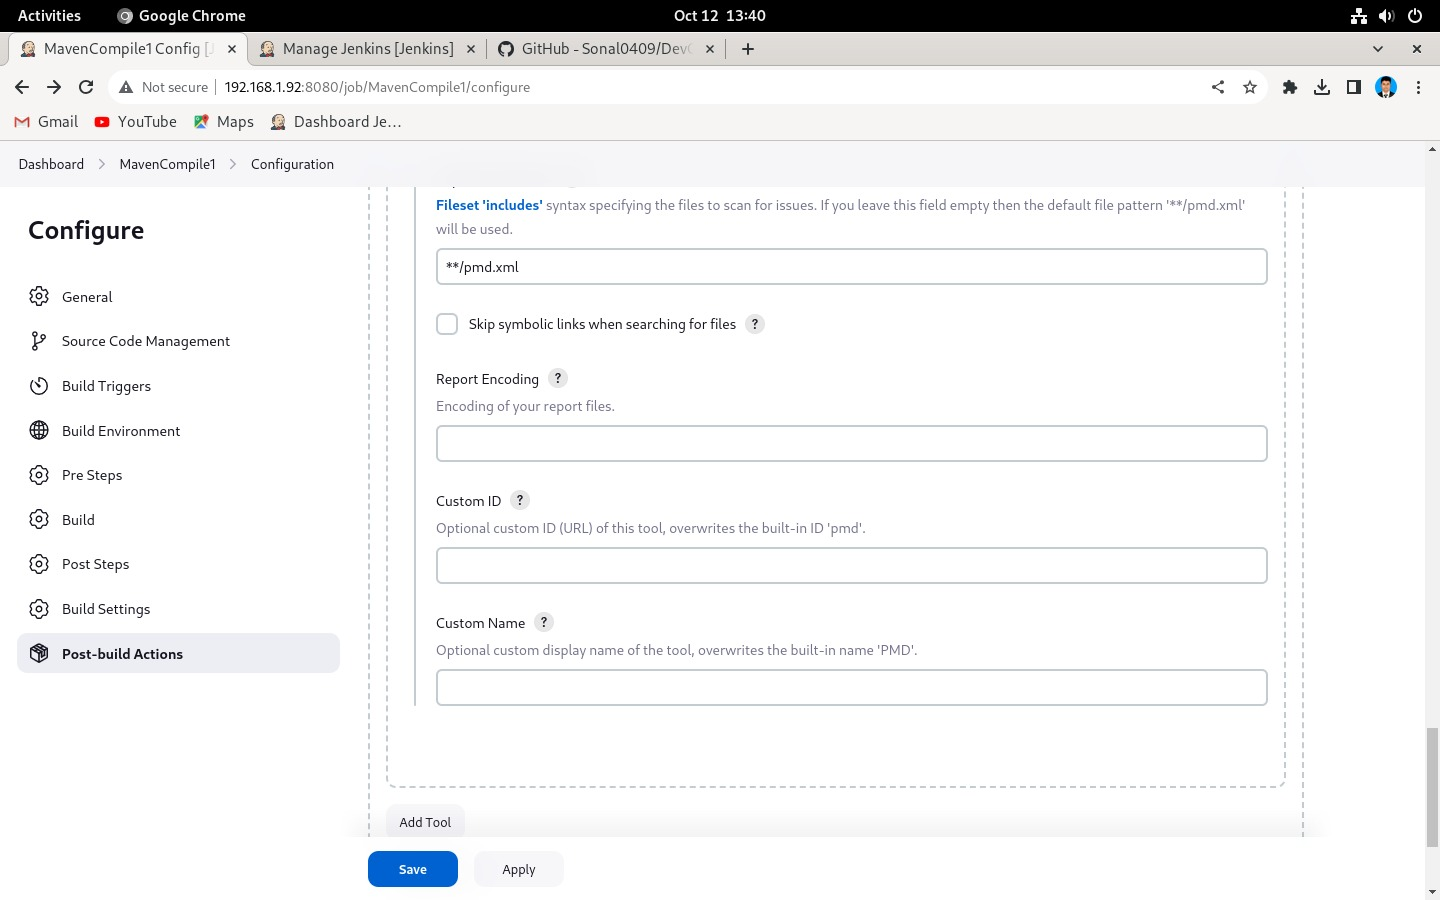 Activities
Google Chrome
Oct 12 13:40
MavenCompile1 Config [J
Manage Jenkins [Jenkins]
GitHub - Sonal0409/Dev
Not secure
192.168.1.92:8080/job/MavenCompile1/configure
Gmail
YouTube
Maps
Dashboard Je...
Dashboard
MavenCompile1
Configuration
Configure
General
Source Code Management
Build Triggers
Build Environment
Pre Steps
Build
Post Steps
Build Settings
Post-build Actions
Fileset 'includes' syntax specifying the files to scan for issues. If you leave this field empty then the default file pattern '**/pmd.xml'
will be used.
**/pmd.xml
Skip symbolic links when searching for files ?
Report Encoding ?
Encoding of your report files.
Custom ID ?
Optional custom ID (URL) of this tool, overwrites the built-in ID 'pmd'.
Custom Name ?
Optional custom display name of the tool, overwrites the built-in name 'PMD'.
Add Tool
Save
Apply